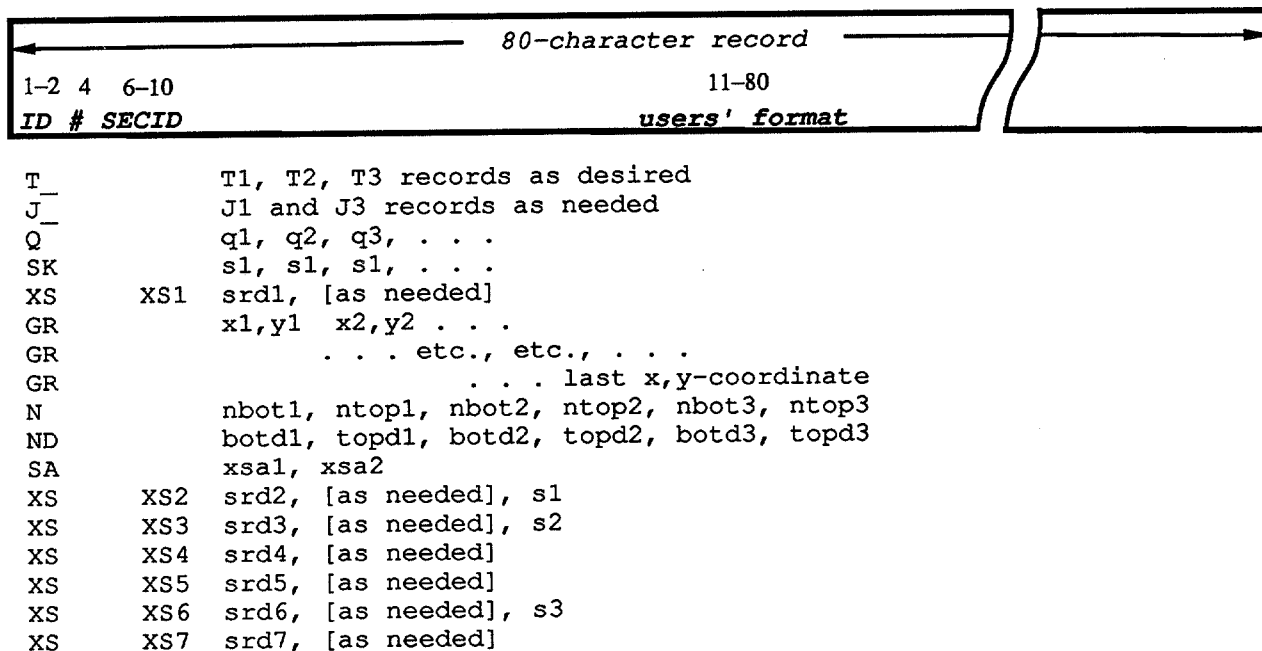 80-character record
1–2 4 6–10 11–80
ID # SECID users' format
T_ T1, T2, T3 records as desired
J_ J1 and J3 records as needed
Q q1, q2, q3, . . .
SK s1, s1, s1, . . .
XS XS1 srd1, [as needed]
GR x1,y1 x2,y2 . . .
GR . . . etc., etc., . . .
GR . . . last x,y-coordinate
N nbot1, ntop1, nbot2, ntop2, nbot3, ntop3
ND botd1, topd1, botd2, topd2, botd3, topd3
SA xsa1, xsa2
XS XS2 srd2, [as needed], s1
XS XS3 srd3, [as needed], s2
XS XS4 srd4, [as needed]
XS XS5 srd5, [as needed]
XS XS6 srd6, [as needed], s3
XS XS7 srd7, [as needed]